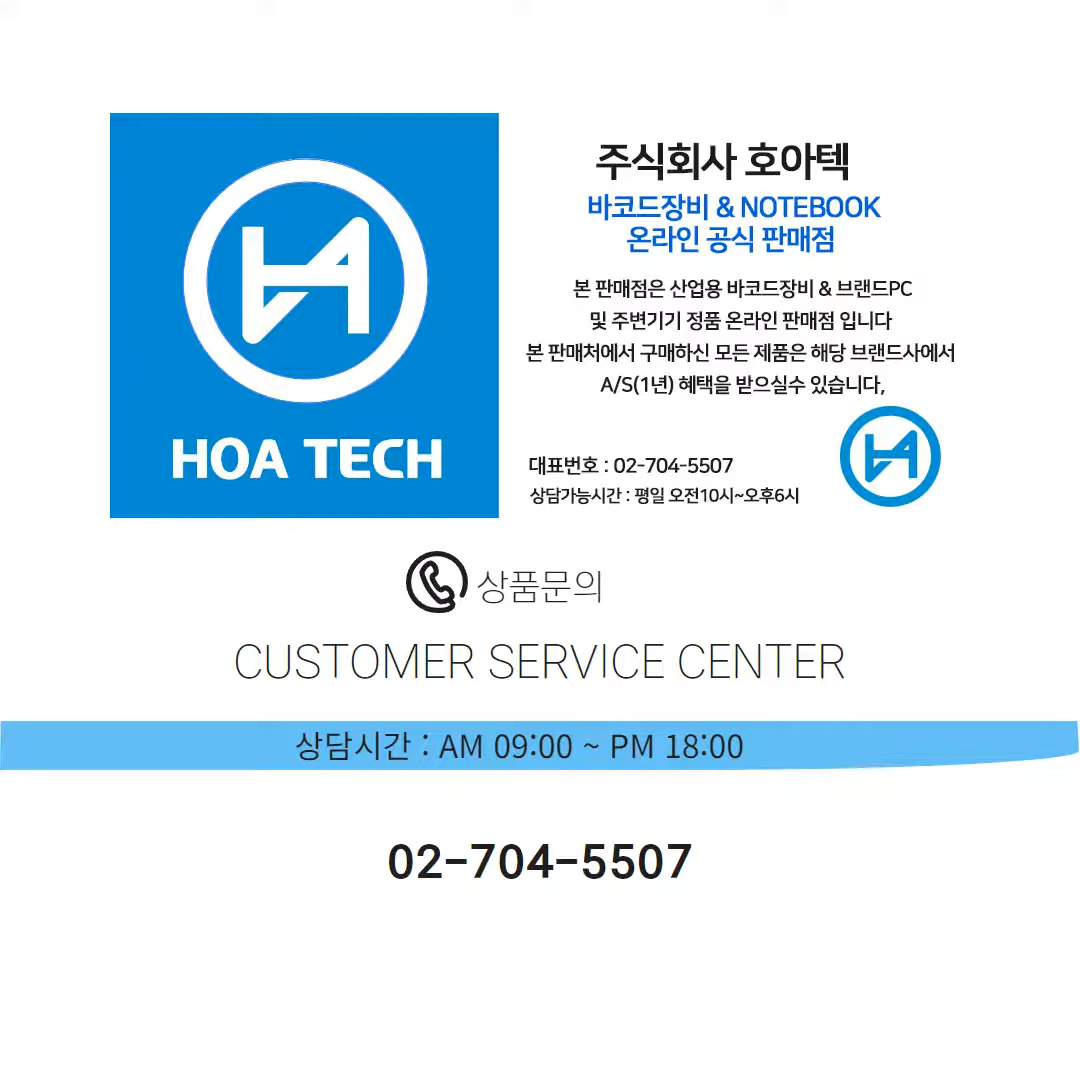 HOA TECH
주식회사 호아텍
바코드장비 & NOTEBOOK
온라인 공식 판매점
본 판매점은 산업용 바코드장비 & 브랜드PC
및 주변기기 정품 온라인 판매점 입니다
본 판매처에서 구매하신 모든 제품은 해당 브랜드사에서
A/S(1년) 혜택을 받으실수 있습니다,
대표번호 : 02-704-5507
상담가능시간 : 평일 오전10시~오후6시
상품문의
CUSTOMER SERVICE CENTER
상담시간 : AM 09:00 ~ PM 18:00
02-704-5507